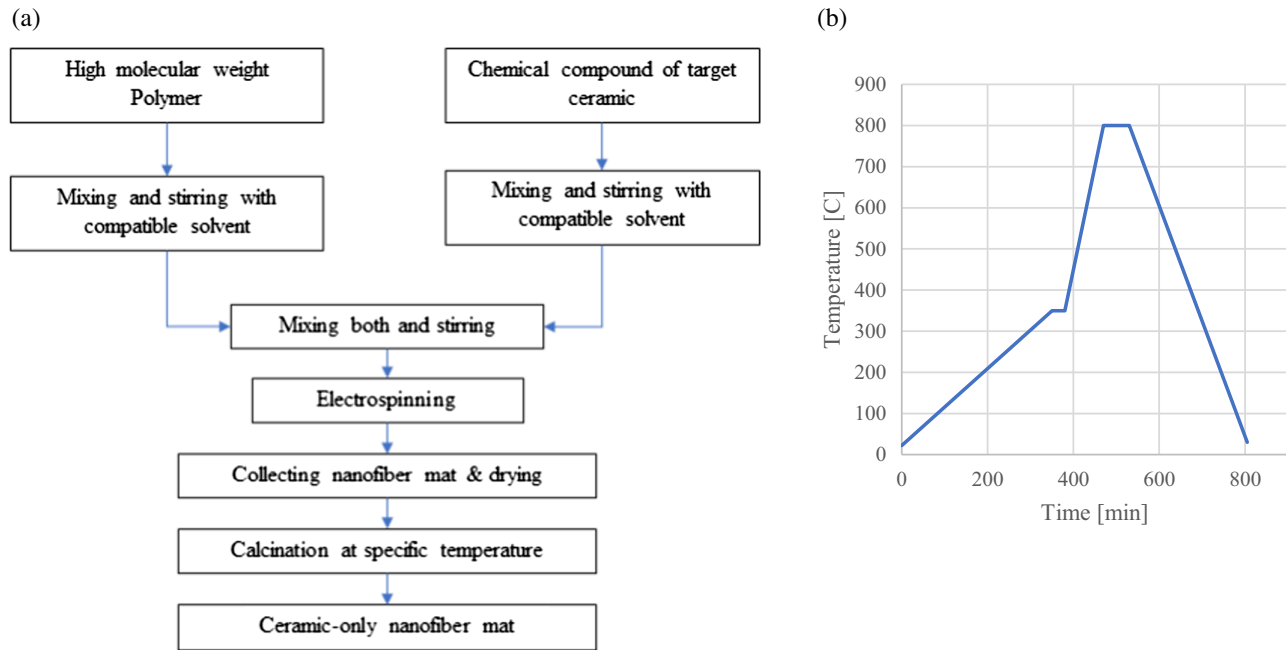 (a)
High molecular weight
Polymer
Chemical compound of target
ceramic
Mixing and stirring with
compatible solvent
Mixing and stirring with
compatible solvent
Mixing both and stirring
Electrospinning
Collecting nanofiber mat & drying
Calcination at specific temperature
Ceramic-only nanofiber mat
(b)
Temperature [C]
900
800
700
600
500
400
300
200
100
0
0 200 400 600 800
Time [min]